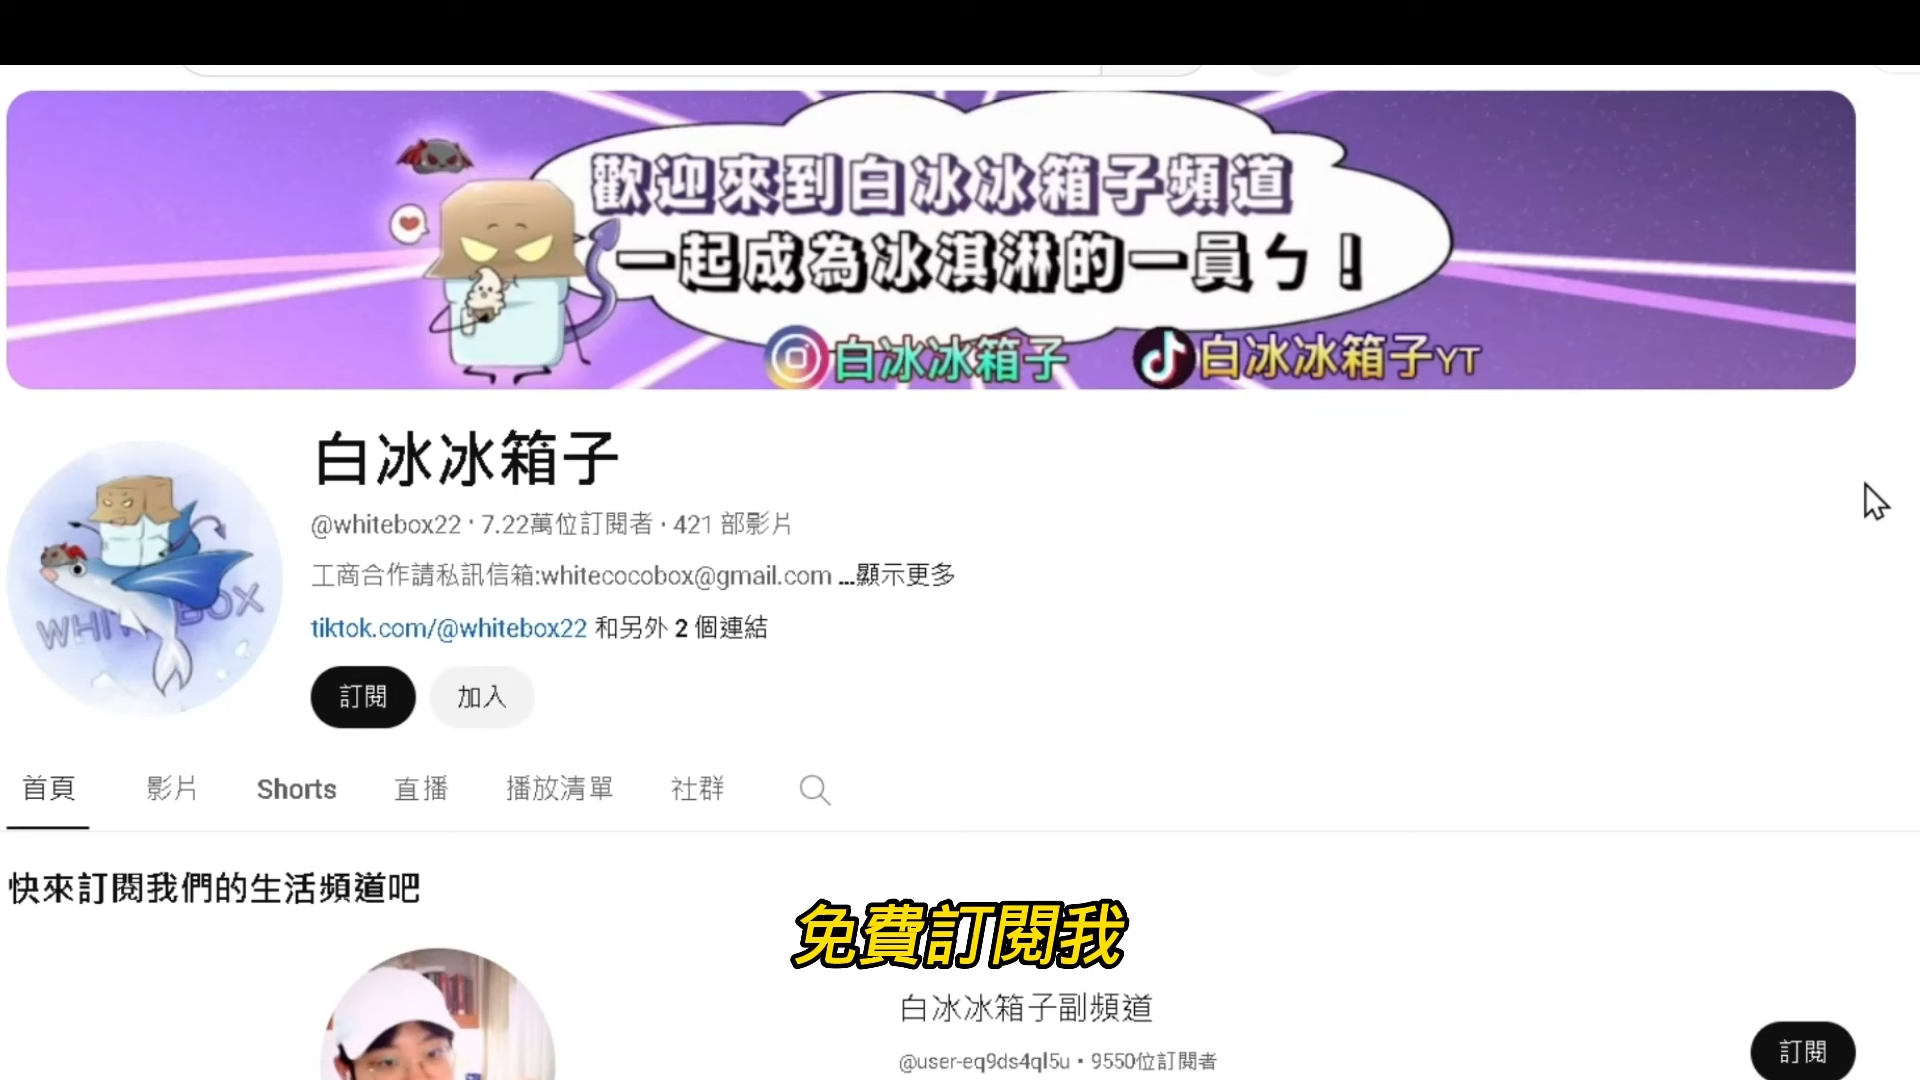 歡迎來到白冰冰箱子頻道
一起成為冰淇淋的一員ㄅ！
白冰冰箱子
白冰冰箱子YT
白冰冰箱子
@whitebox22 · 7.22萬位訂閱者 · 421 部影片
工商合作請私訊信箱:whitecocobox@gmail.com ...顯示更多
tiktok.com/@whitebox22 和另外 2 個連結
訂閱
加入
首頁
影片
Shorts
直播
播放清單
社群
快來訂閱我們的生活頻道吧
免費訂閱我
白冰冰箱子副頻道
@user-eq9ds4ql5u • 9550位訂閱者
訂閱